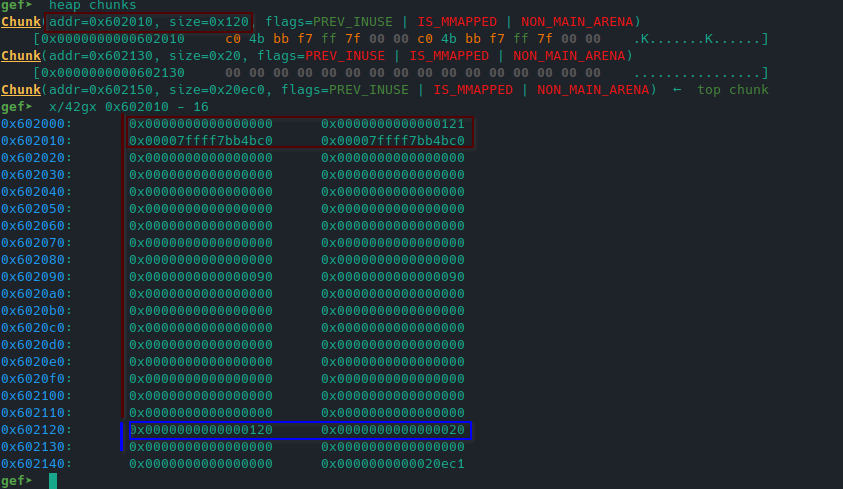 gef➤  heap chunks
Chunk(addr=0x602010, size=0x120, flags=PREV_INUSE | IS_MMAPPED | NON_MAIN_ARENA)
    [0x0000000000602010     c0 4b bb f7 ff 7f 00 00 c0 4b bb f7 ff 7f 00 00    .K.......K......]
Chunk(addr=0x602130, size=0x20, flags=PREV_INUSE | IS_MMAPPED | NON_MAIN_ARENA)
    [0x0000000000602130     00 00 00 00 00 00 00 00 00 00 00 00 00 00 00 00    ................]
Chunk(addr=0x602150, size=0x20ec0, flags=PREV_INUSE | IS_MMAPPED | NON_MAIN_ARENA)  ←  top chunk
gef➤  x/42gx 0x602010 - 16
0x602000:	0x0000000000000000	0x0000000000000121
0x602010:	0x00007ffff7bb4bc0	0x00007ffff7bb4bc0
0x602020:	0x0000000000000000	0x0000000000000000
0x602030:	0x0000000000000000	0x0000000000000000
0x602040:	0x0000000000000000	0x0000000000000000
0x602050:	0x0000000000000000	0x0000000000000000
0x602060:	0x0000000000000000	0x0000000000000000
0x602070:	0x0000000000000000	0x0000000000000000
0x602080:	0x0000000000000000	0x0000000000000000
0x602090:	0x0000000000000090	0x0000000000000090
0x6020a0:	0x0000000000000000	0x0000000000000000
0x6020b0:	0x0000000000000000	0x0000000000000000
0x6020c0:	0x0000000000000000	0x0000000000000000
0x6020d0:	0x0000000000000000	0x0000000000000000
0x6020e0:	0x0000000000000000	0x0000000000000000
0x6020f0:	0x0000000000000000	0x0000000000000000
0x602100:	0x0000000000000000	0x0000000000000000
0x602110:	0x0000000000000000	0x0000000000000000
0x602120:	0x0000000000000120	0x0000000000000020
0x602130:	0x0000000000000000	0x0000000000000000
0x602140:	0x0000000000000000	0x0000000000020ec1
gef➤